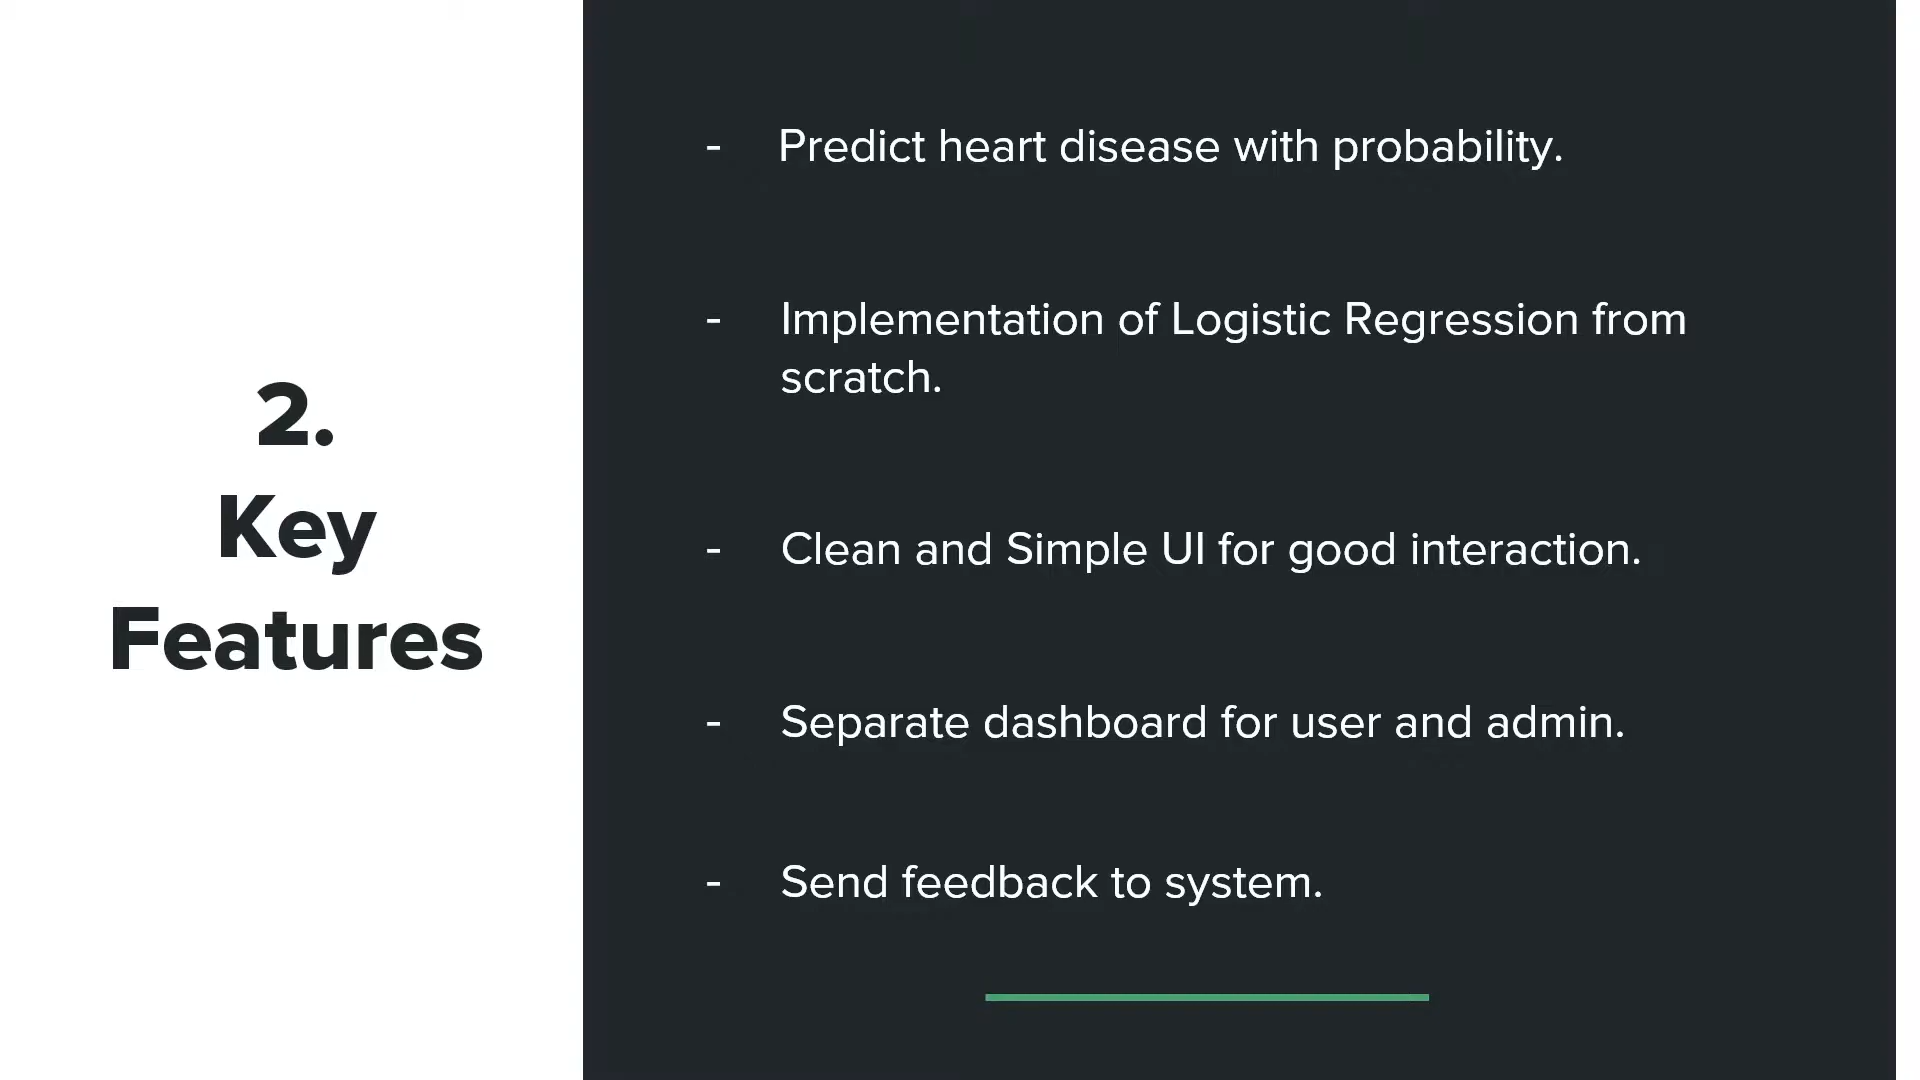 2.
Key
Features
- Predict heart disease with probability.
- Implementation of Logistic Regression from
scratch.
- Clean and Simple UI for good interaction.
- Separate dashboard for user and admin.
- Send feedback to system.